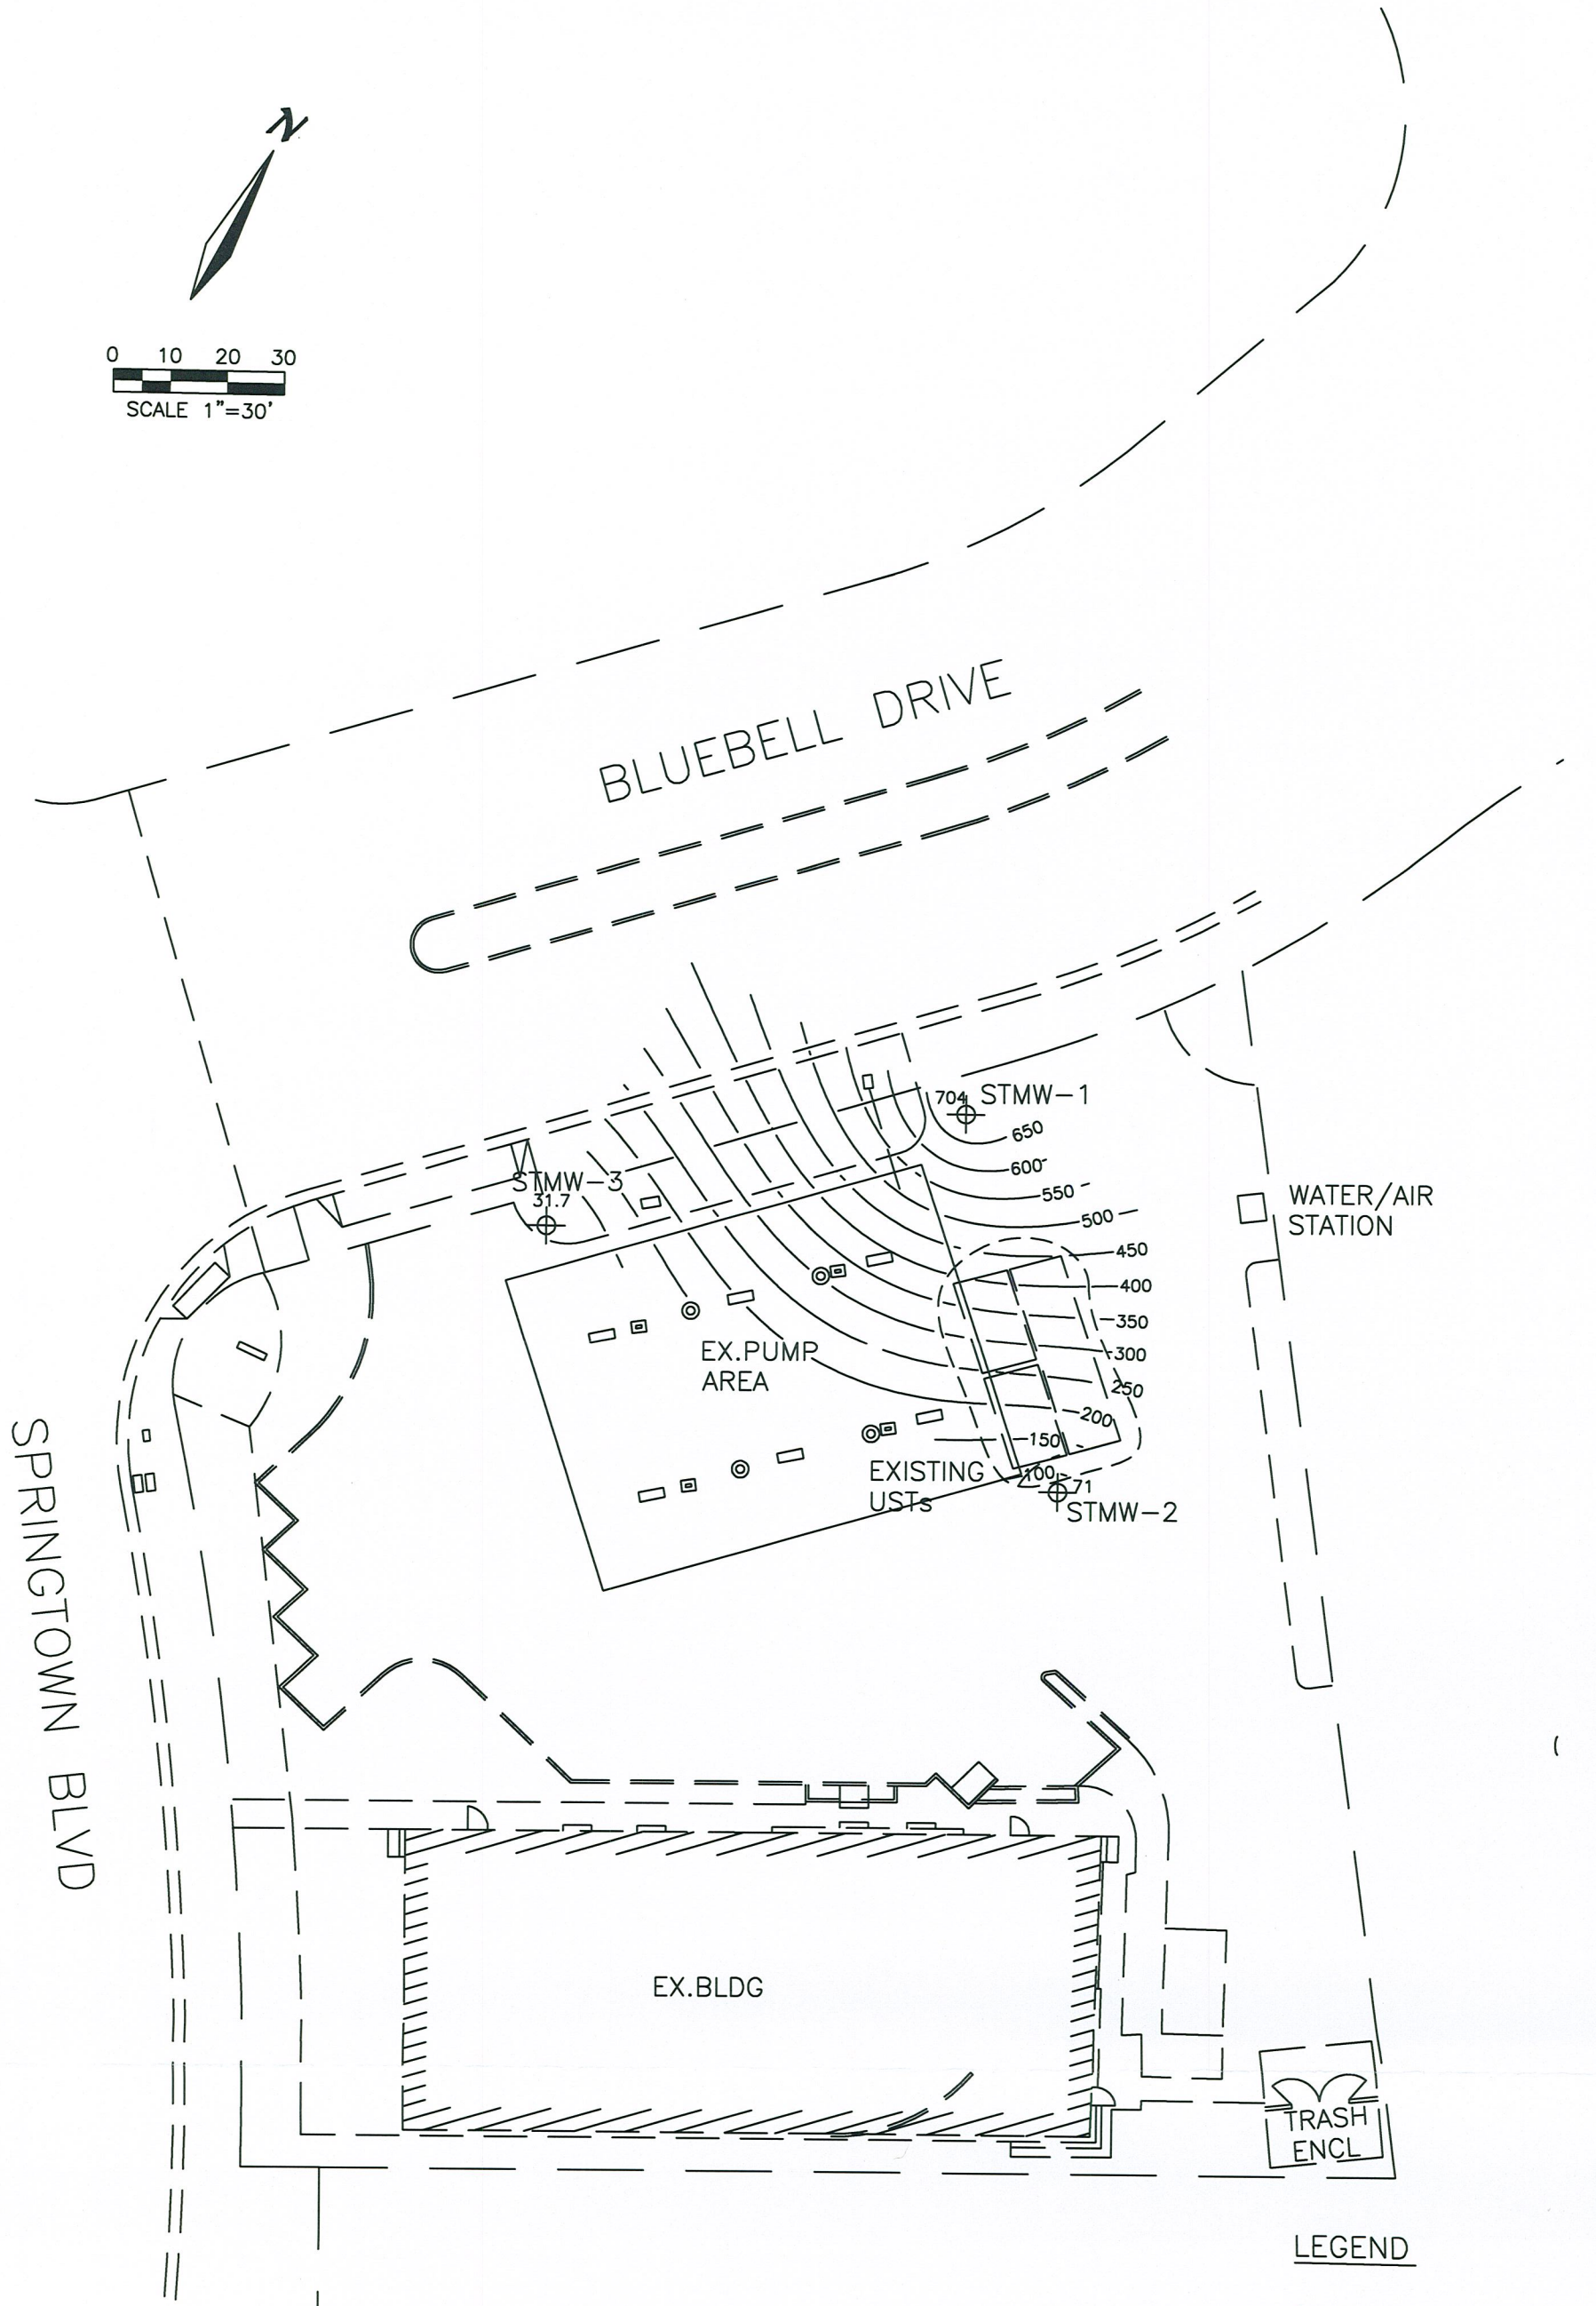 N
0 10 20 30
SCALE 1"=30'
BLUEBELL DRIVE
704 STMW-1
650
600
550
500
450
400
350
300
250
200
150
100
STMW-3
31.7
WATER/AIR
STATION
EX.PUMP
AREA
EXISTING
USTs
71
STMW-2
SPRINGTOWN BLVD
EX.BLDG
TRASH
ENCL
LEGEND